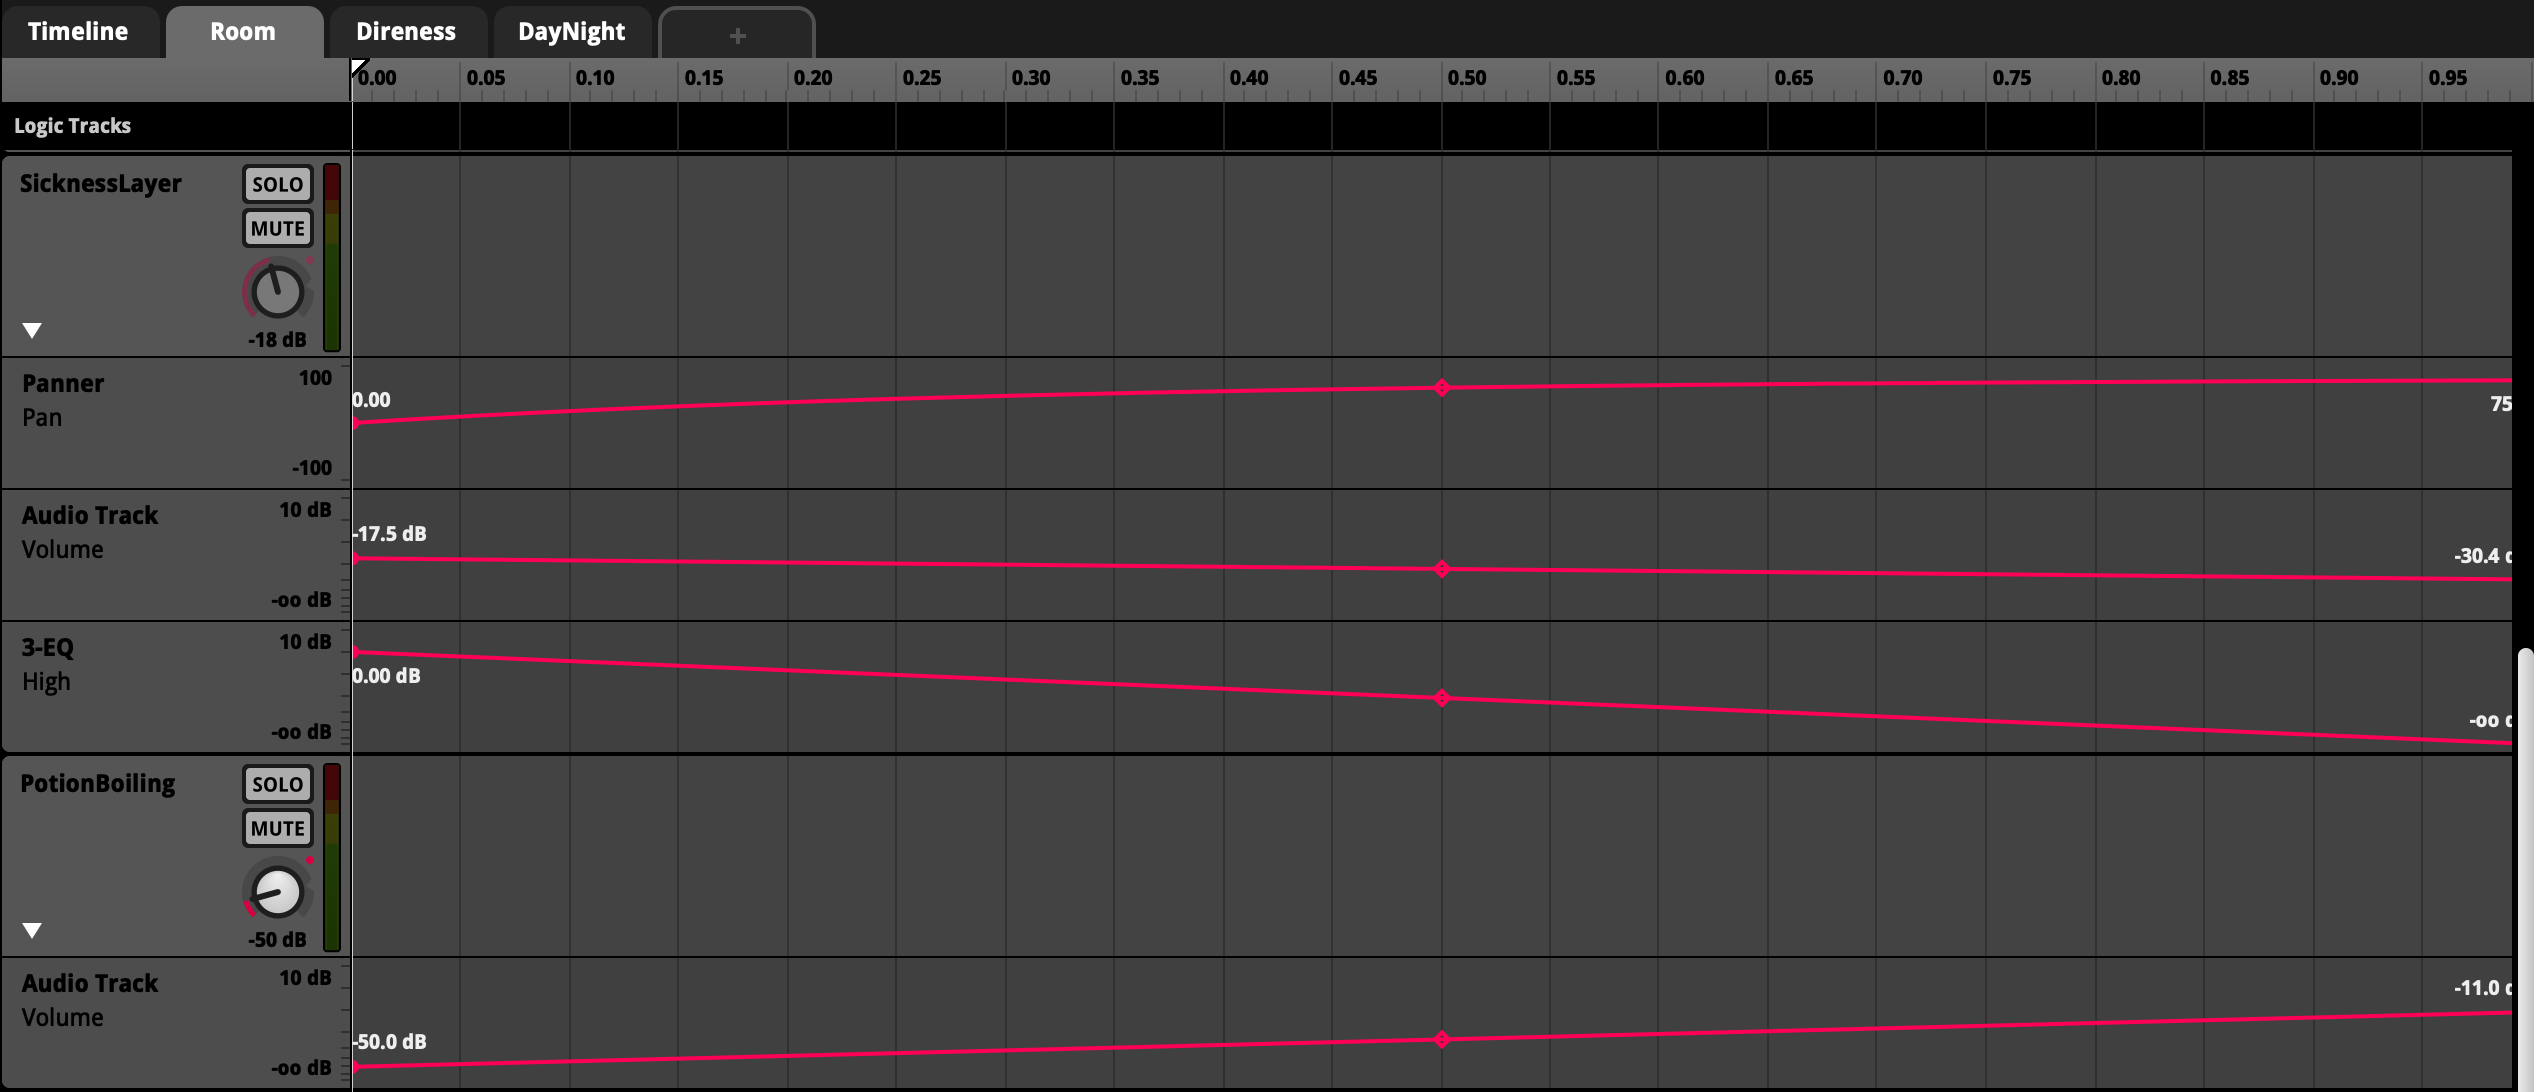 Timeline Room Direness DayNight +
0.00 0.05 0.10 0.15 0.20 0.25 0.30 0.35 0.40 0.45 0.50 0.55 0.60 0.65 0.70 0.75 0.80 0.85 0.90 0.95
Logic Tracks
SicknessLayer SOLO
MUTE
-18 dB
Panner 100
0.00 75
Pan
-100
Audio Track 10 dB
-17.5 dB
Volume -30.4 d
-oo dB
3-EQ 10 dB
High 0.00 dB
-oo d
-oo dB
PotionBoiling SOLO
MUTE
-50 dB
Audio Track 10 dB
-11.0 d
Volume
-50.0 dB
-oo dB